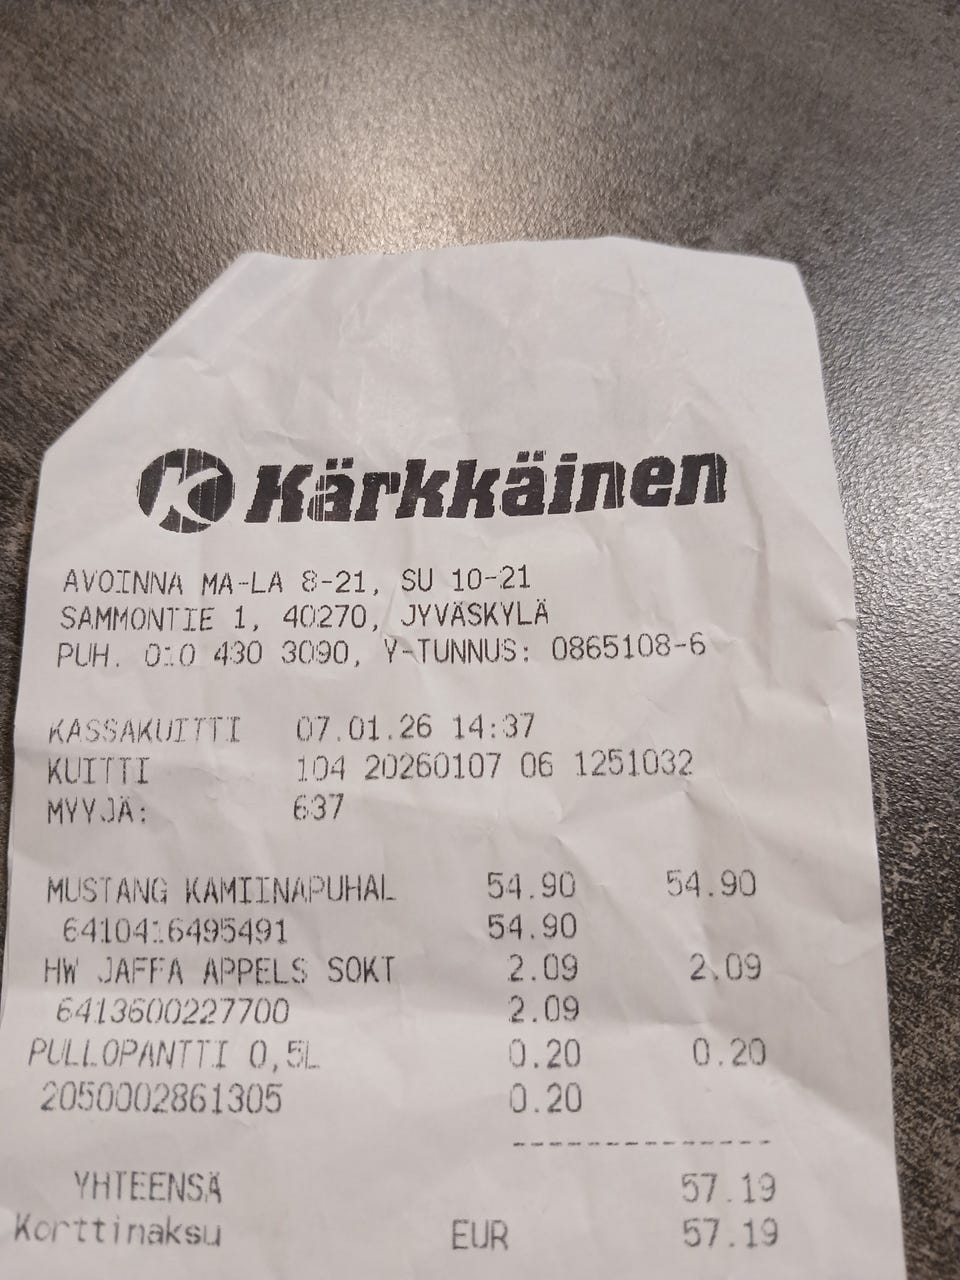 K Kärkkäinen
AVOINNA MA-LA 8-21, SU 10-21
SAMMONTIE 1, 40270, JYVÄSKYLÄ
PUH. 010 430 3090, Y-TUNNUS: 0865108-6
KASSAKUITTI 07.01.26 14:37
KUITTI 104 20260107 06 1251032
MYYJÄ: 637
MUSTANG KAMIINAPUHAL 54.90 54.90
6410416495491 54.90
HW JAFFA APPELS SOKT 2.09 2.09
6413600227700 2.09
PULLOPANTTI 0,5L 0.20 0.20
2050002861305 0.20
YHTEENSÄ 57.19
Korttimaksu EUR 57.19